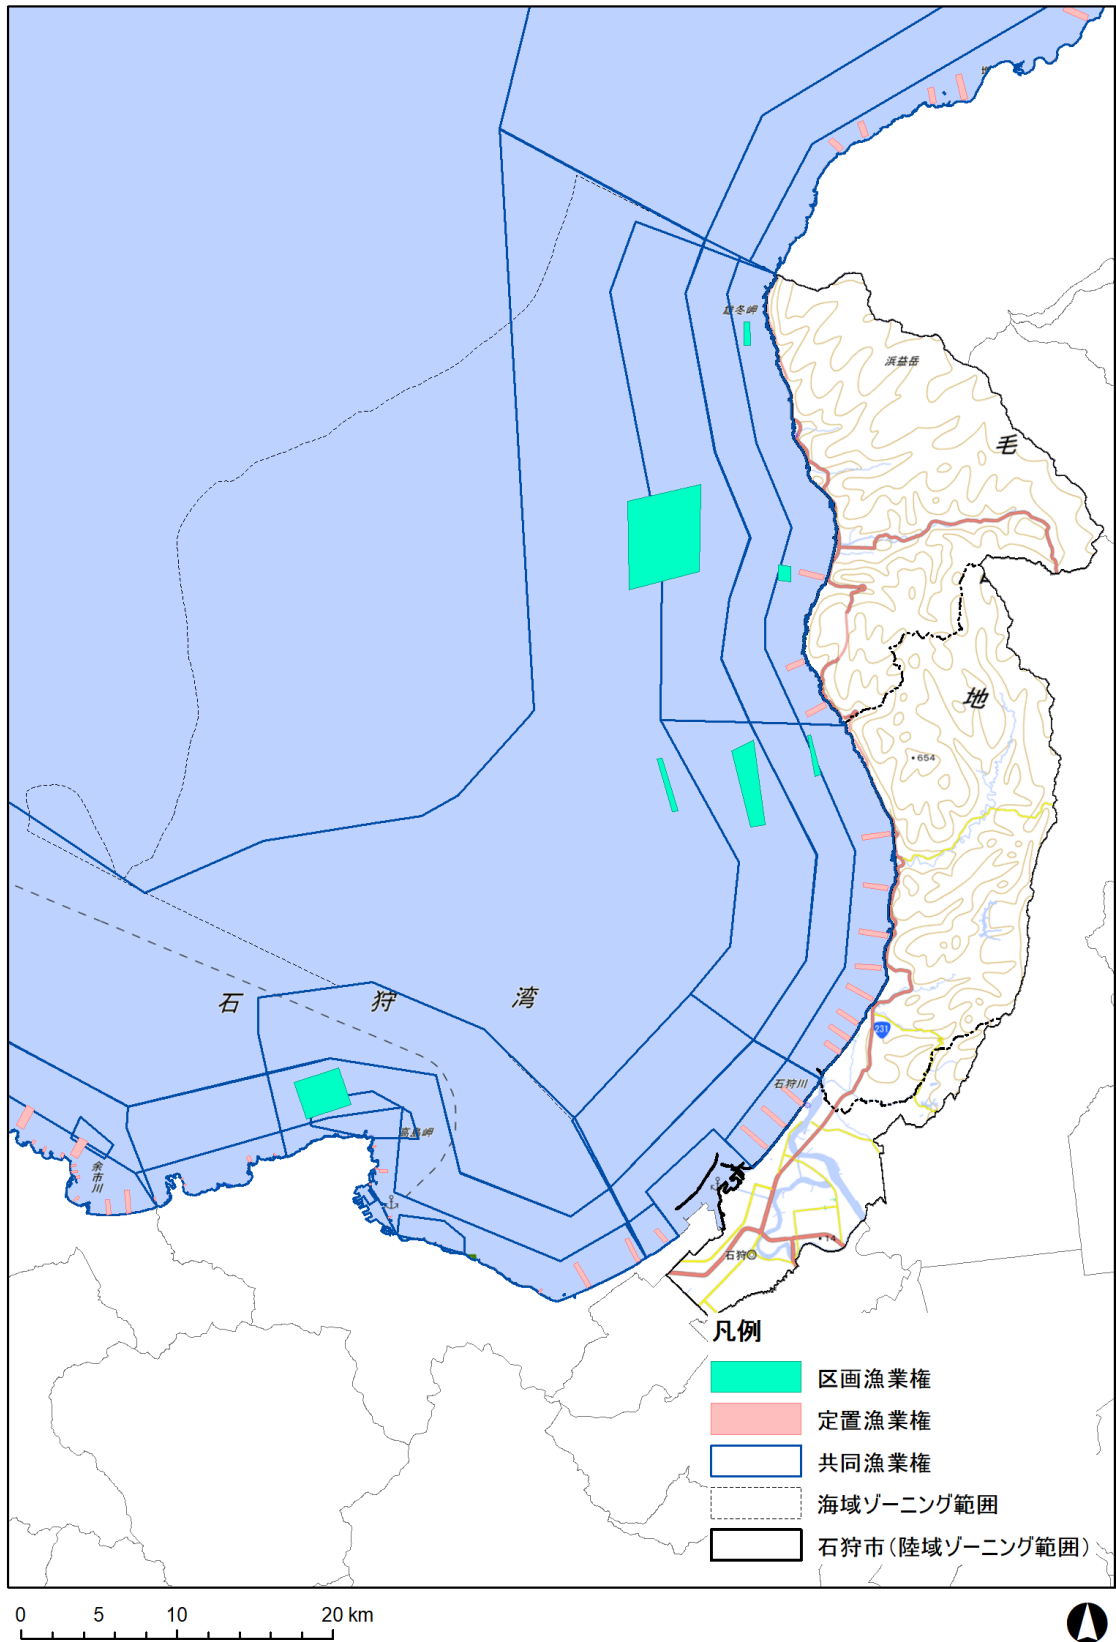 雄冬岬
浜益岳
毛
地
・654
石狩湾
231
石狩川
高島岬
余市川
石狩
・14
凡例
区画漁業権
定置漁業権
共同漁業権
海域ゾーニング範囲
石狩市(陸域ゾーニング範囲)
0 5 10 20 km